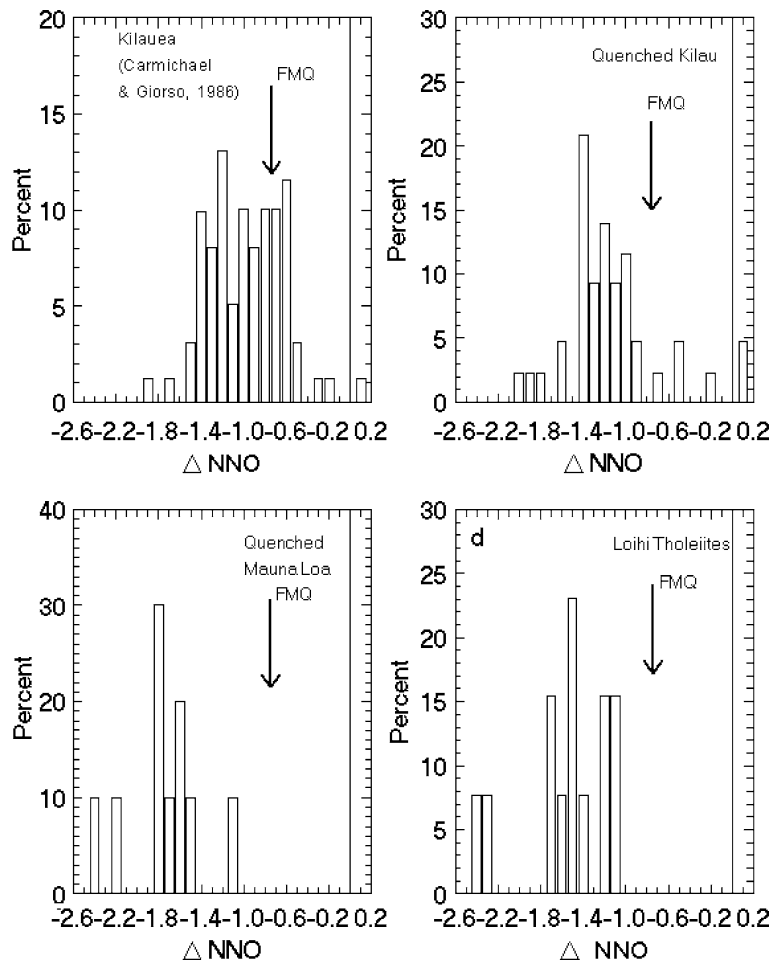 20
15
10
5
0
Percent
Kilauea
(Carmichael
& Giorso, 1986)
FMQ
-2.6-2.2-1.8-1.4-1.0-0.6-0.2 0.2
△ NNO
30
25
20
15
10
5
0
Percent
Quenched Kilau
FMQ
-2.6-2.2-1.8-1.4-1.0-0.6-0.2 0.2
△ NNO
40
30
20
10
0
Percent
Quenched
Mauna Loa
FMQ
-2.6-2.2-1.8-1.4-1.0-0.6-0.2 0.2
△ NNO
30
25
20
15
10
5
0
Percent
d
Loihi Tholeiites
FMQ
-2.6-2.2-1.8-1.4-1.0-0.6-0.2 0.2
△ NNO